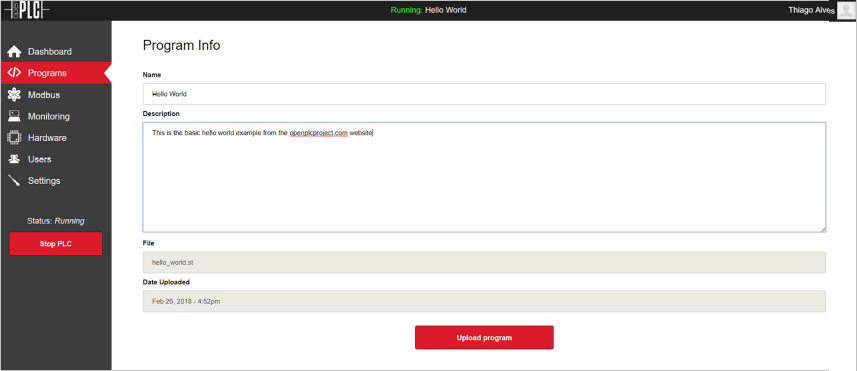 PLC
Running: Hello World
Thiago Alves
Dashboard
Programs
Modbus
Monitoring
Hardware
Users
Settings
Status: Running
Stop PLC
Program Info
Name
Hello World
Description
This is the basic hello world example from the openplcproject.com website
File
hello_world.st
Date Uploaded
Feb 26, 2018 - 4:52pm
Upload program